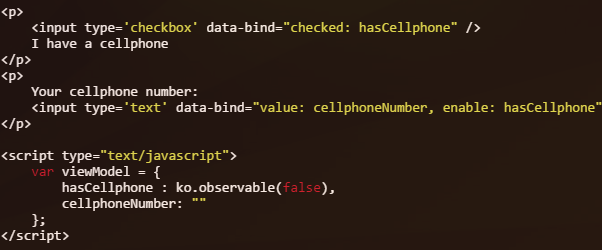 <p>
    <input type='checkbox' data-bind="checked: hasCellphone" />
    I have a cellphone
</p>
<p>
    Your cellphone number:
    <input type='text' data-bind="value: cellphoneNumber, enable: hasCellphone"
</p>

<script type="text/javascript">
    var viewModel = {
        hasCellphone : ko.observable(false),
        cellphoneNumber: ""
    };
</script>